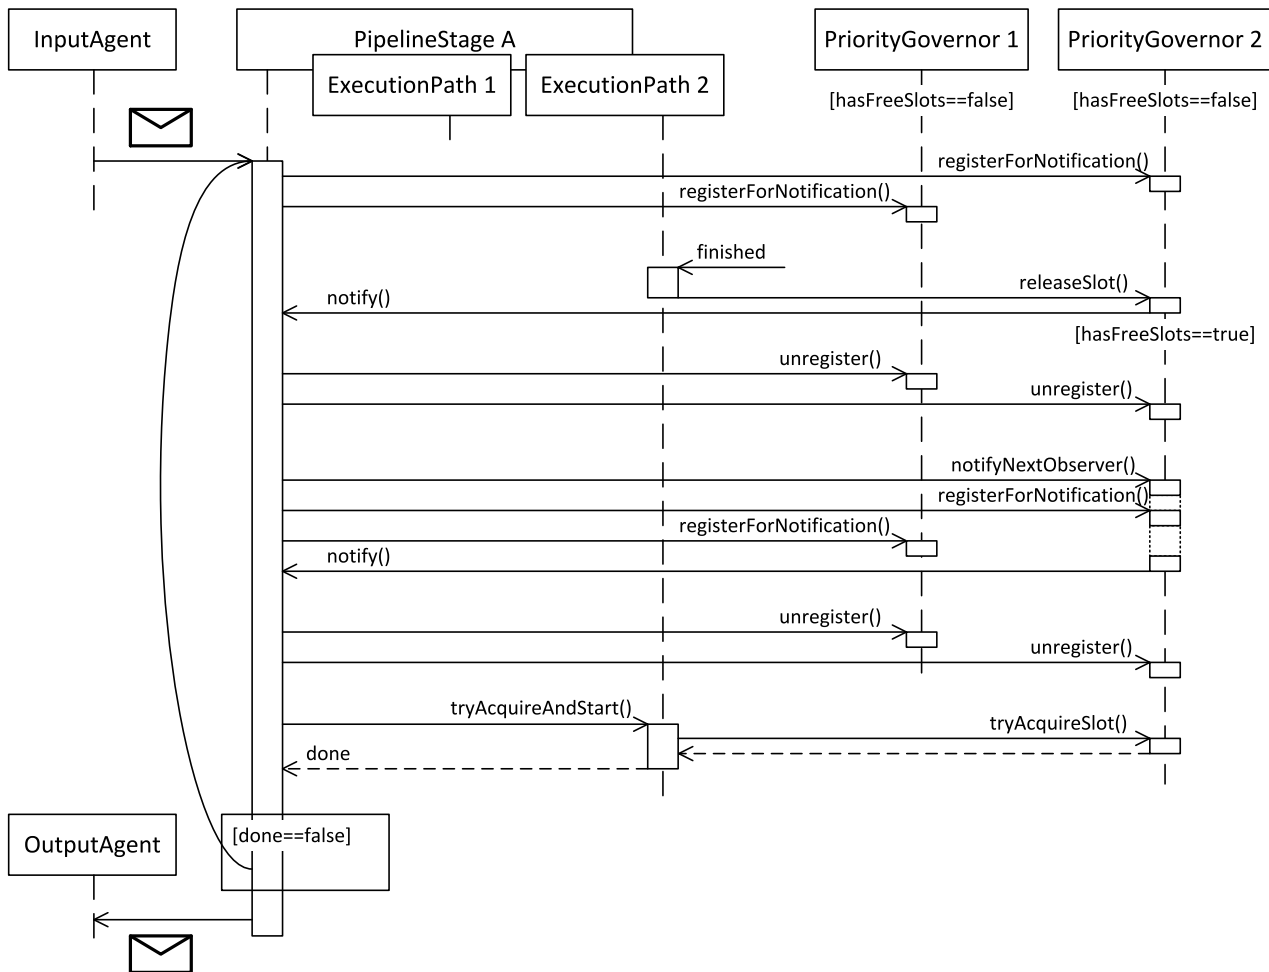 InputAgent
PipelineStage A
PriorityGovernor 1
PriorityGovernor 2
ExecutionPath 1
ExecutionPath 2
[hasFreeSlots==false]
[hasFreeSlots==false]
registerForNotification()
registerForNotification()
finished
releaseSlot()
notify()
[hasFreeSlots==true]
unregister()
unregister()
notifyNextObserver()
registerForNotification()
registerForNotification()
notify()
unregister()
unregister()
tryAcquireAndStart()
tryAcquireSlot()
done
[done==false]
OutputAgent